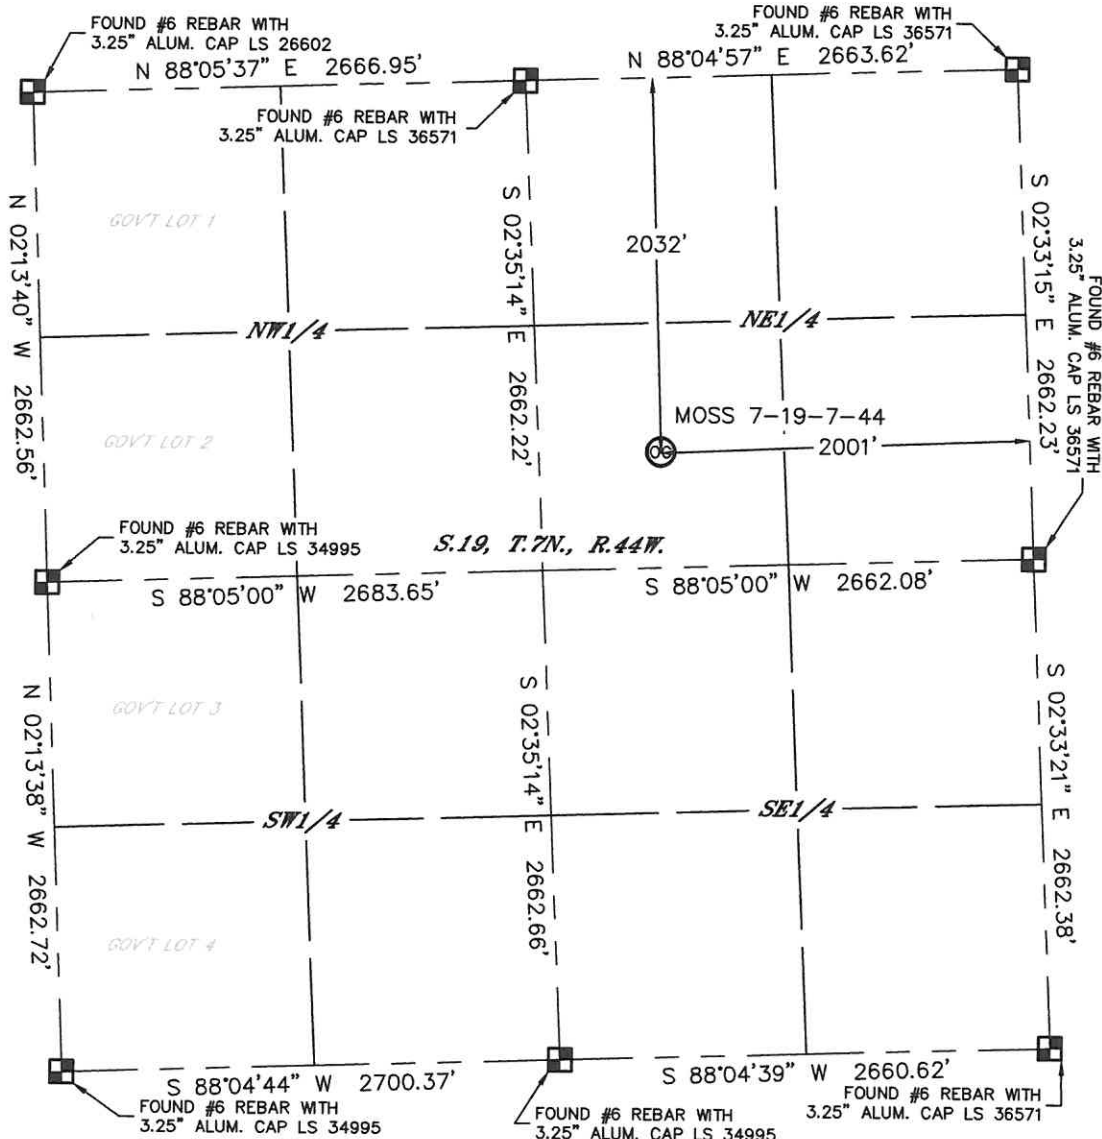 FOUND #6 REBAR WITH
3.25" ALUM. CAP LS 26602
N 88°05'37" E 2666.95'
FOUND #6 REBAR WITH
3.25" ALUM. CAP LS 36571
N 88°04'57" E 2663.62'
FOUND #6 REBAR WITH
3.25" ALUM. CAP LS 36571
GOV'T LOT 1
N 02°13'40" W 2662.56'
S 02°35'14" E 2662.22'
2032'
S 02°33'15" E 2662.23'
FOUND #6 REBAR WITH
3.25" ALUM. CAP LS 36571
NW1/4
NE1/4
GOV'T LOT 2
MOSS 7-19-7-44
OG
2001'
FOUND #6 REBAR WITH
3.25" ALUM. CAP LS 34995
S.19, T.7N., R.44W.
S 88°05'00" W 2683.65'
S 88°05'00" W 2662.08'
GOV'T LOT 3
N 02°13'38" W 2662.72'
S 02°35'14" E 2662.66'
S 02°33'21" E 2662.38'
SW1/4
SE1/4
GOV'T LOT 4
S 88°04'44" W 2700.37'
S 88°04'39" W 2660.62'
FOUND #6 REBAR WITH
3.25" ALUM. CAP LS 34995
FOUND #6 REBAR WITH
3.25" ALUM. CAP LS 34995
FOUND #6 REBAR WITH
3.25" ALUM. CAP LS 36571